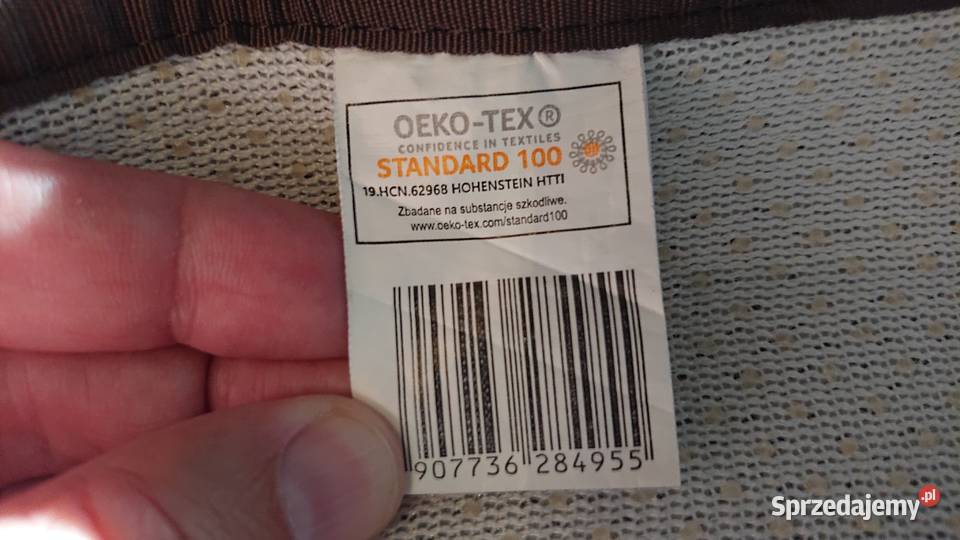 OEKO-TEX®
CONFIDENCE IN TEXTILES
STANDARD 100
19.HCN.62968 HOHENSTEIN HTTI
Zbadane na substancje szkodliwe.
www.oeko-tex.com/standard100
907736 284955
Sprzedajemy.pl